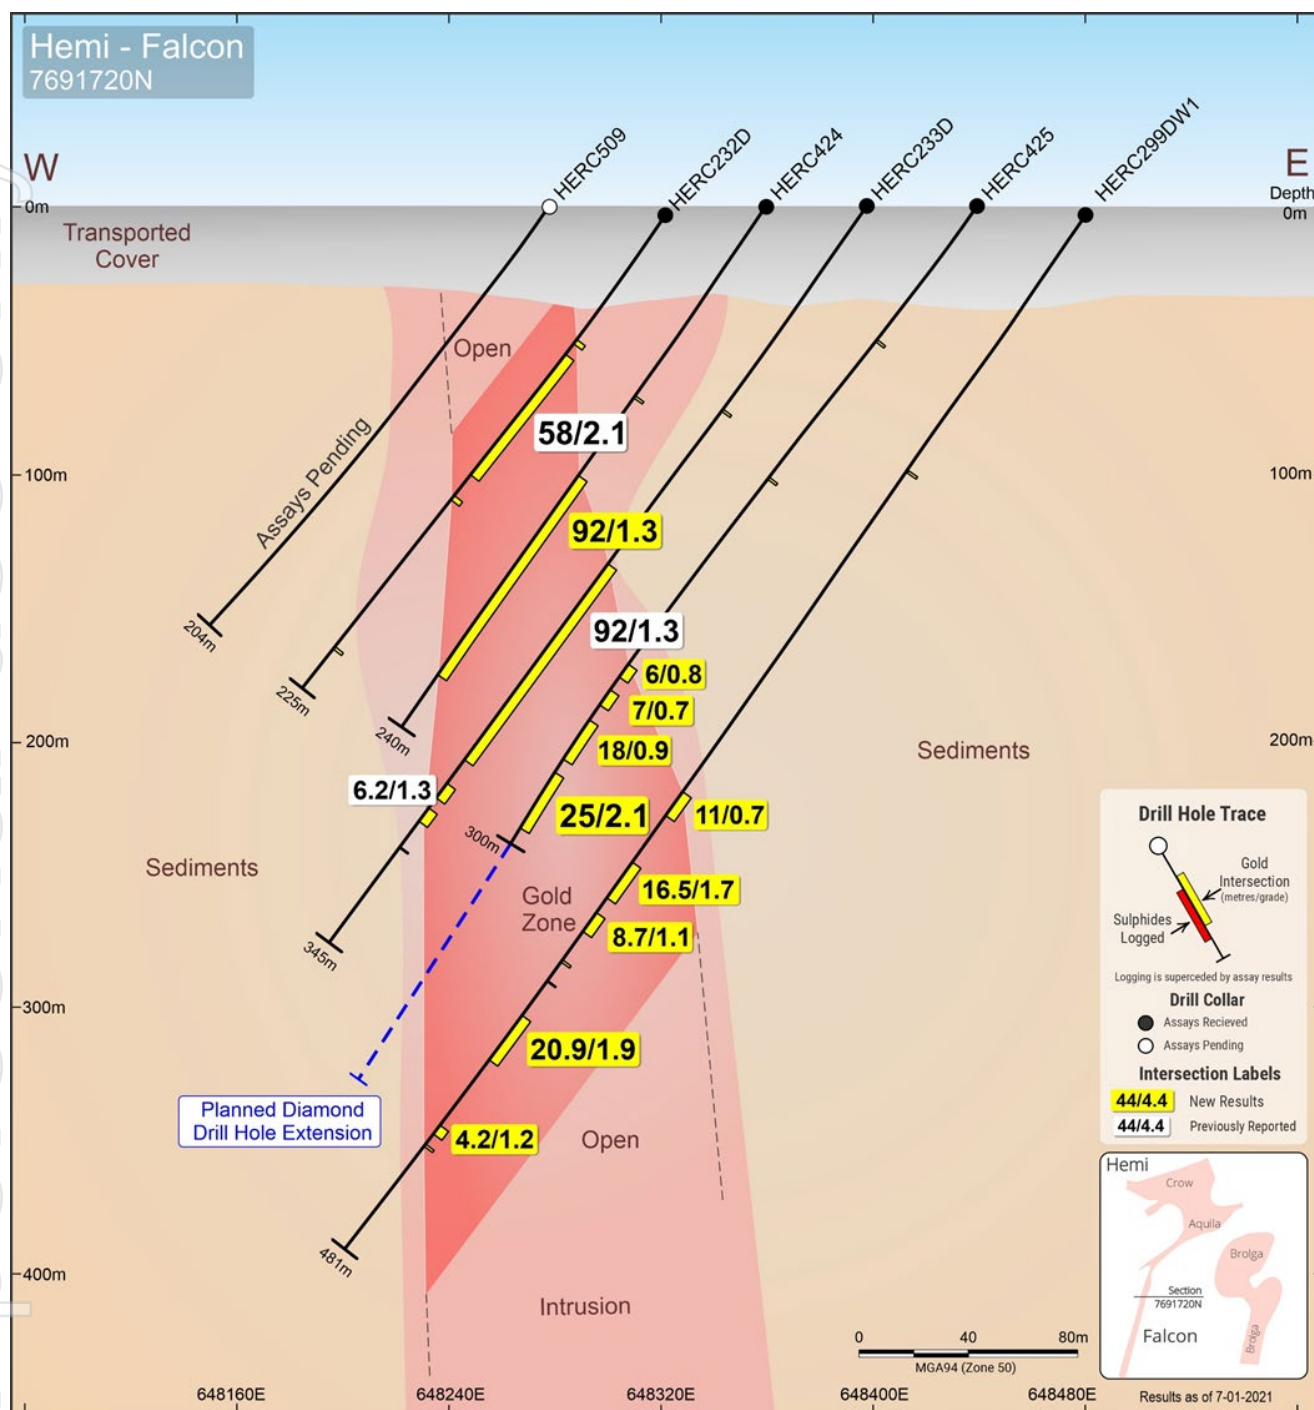 Hemi - Falcon
7691720N
HERC509
HERC232D
HERC424
HERC233D
HERC425
HERC299DW1
W
E
Depth
0m
0m
Transported
Cover
Open
58/2.1
Assays Pending
100m
100m
92/1.3
204m
92/1.3
6/0.8
7/0.7
225m
240m
200m
200m
18/0.9
Sediments
6.2/1.3
25/2.1
11/0.7
300m
Sediments
Gold
Zone
16.5/1.7
8.7/1.1
345m
300m
20.9/1.9
Planned Diamond
Drill Hole Extension
4.2/1.2
Open
481m
400m
Intrusion
Drill Hole Trace
Gold
Intersection
(metres/grade)
Sulphides
Logged
Logging is superceded by assay results
Drill Collar
Assays Recieved
Assays Pending
Intersection Labels
44/4.4 New Results
44/4.4 Previously Reported
Hemi
Crow
Aquila
Brolga
Section
7691720N
Falcon
Brolga
0 40 80m
MGA94 (Zone 50)
648160E 648240E 648320E 648400E 648480E
Results as of 7-01-2021